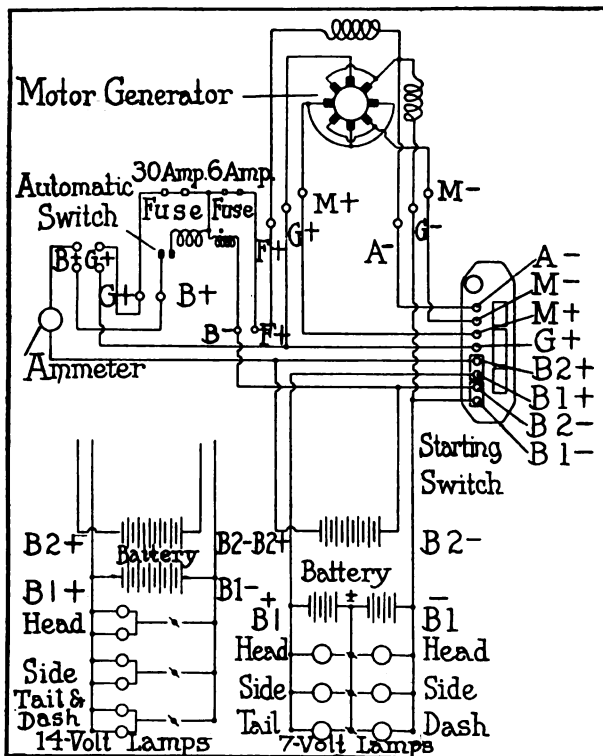 Motor Generator
30 Amp. 6 Amp.
Automatic
Switch
Fuse Fuse
M+
M−
F+
G+
A−
G−
B+ G+
G+
B+
B−
F+
Ammeter
A−
M−
M+
G+
B2+
B1+
B2−
B1−
Starting
Switch
B2+
Battery
B2−
B1+
B1−
Head
Side
Tail &
Dash
14-Volt Lamps
B2+
B2−
Battery
+
±
−
B1
B1
Head Head
Side Side
Tail Dash
7-Volt Lamps